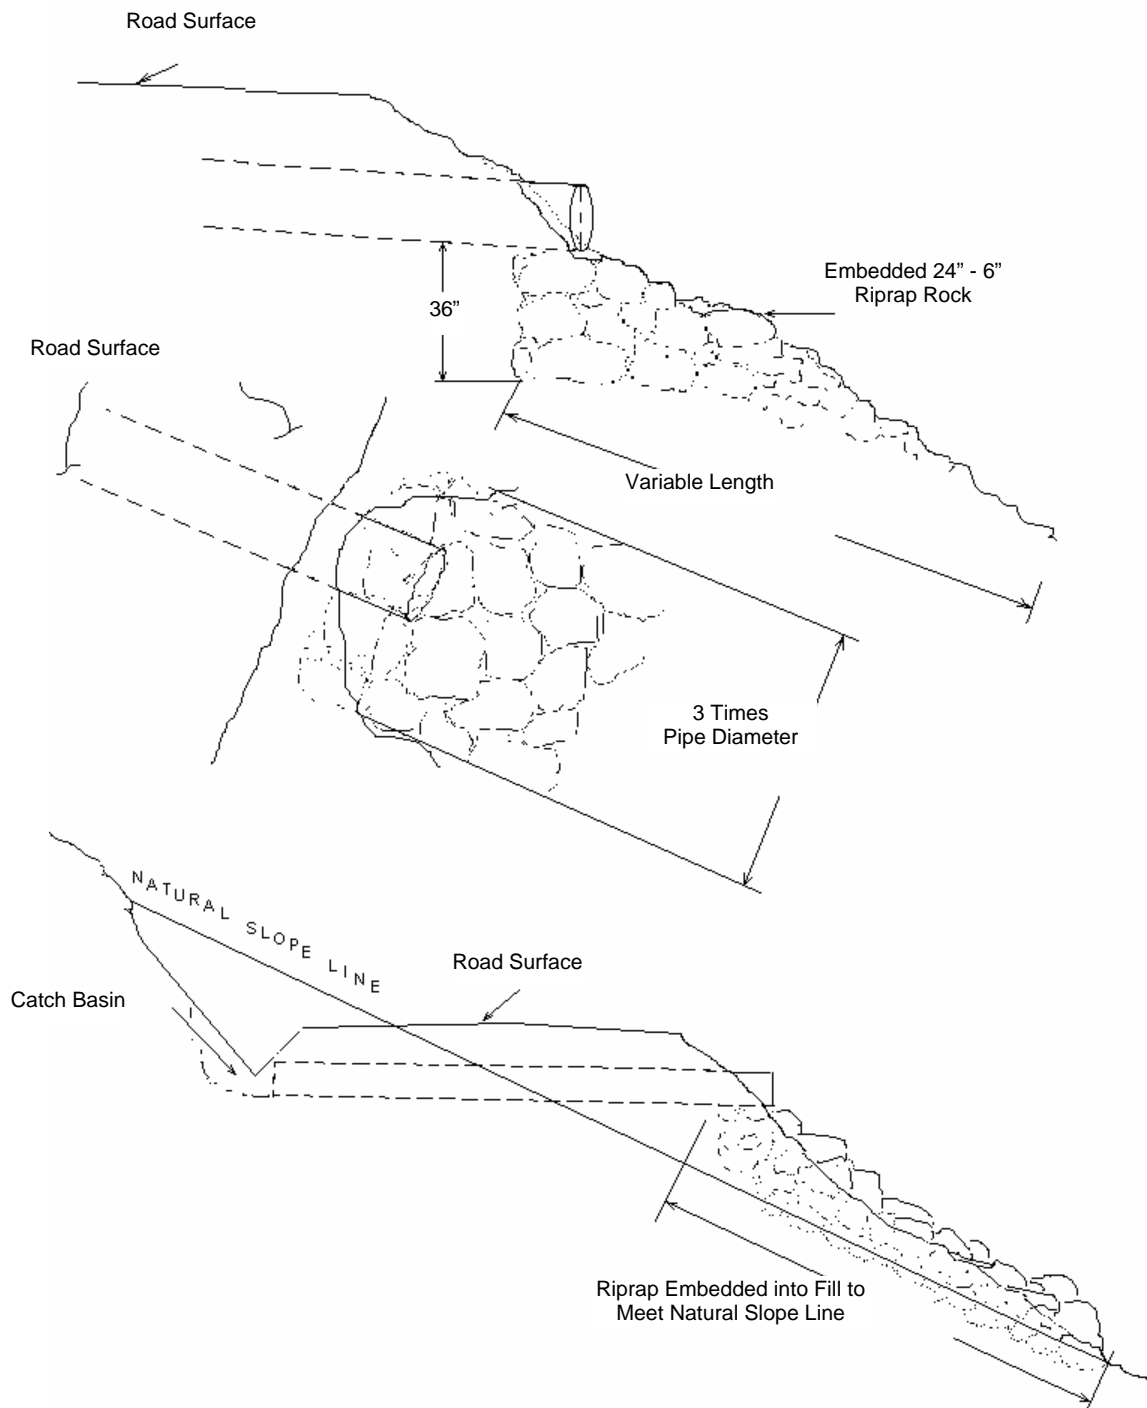 Road Surface
Embedded 24” - 6”
Riprap Rock
36”
Road Surface
Variable Length
3 Times
Pipe Diameter
NATURAL SLOPE LINE
Road Surface
Catch Basin
Riprap Embedded into Fill to
Meet Natural Slope Line